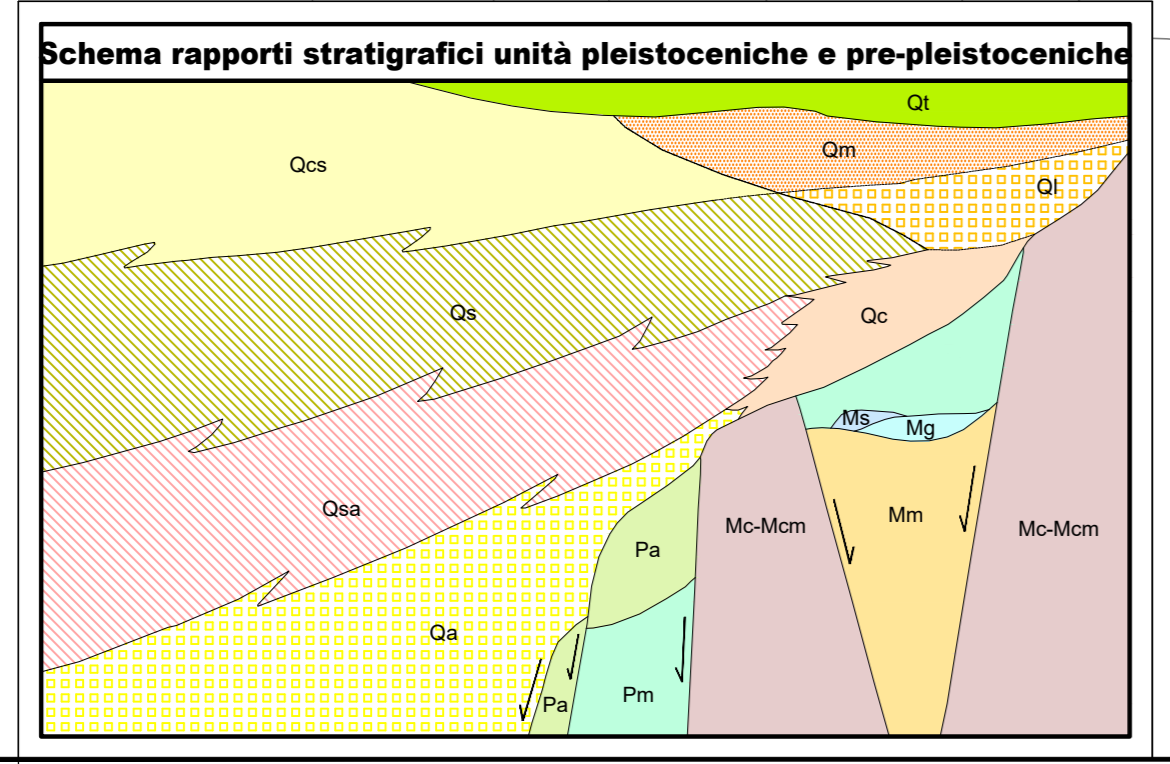 Schema rapporti stratigrafici unità pleistoceniche e pre-pleistoceniche
Qt
Qm
Qcs
Ql
Qs
Qc
Ms
Mg
Qsa
Mm
Mc-Mcm
Mc-Mcm
Pa
Qa
Pm
Pa